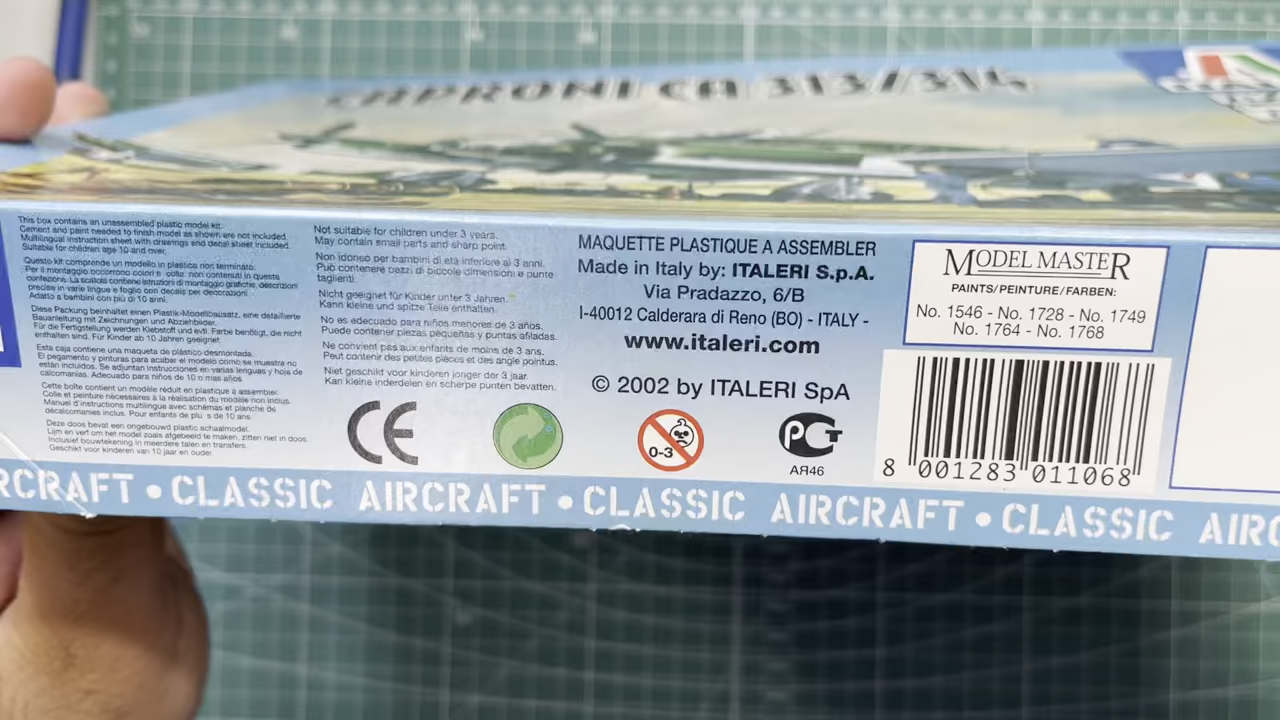 CAPRONI CA 313/314
This box contains an unassembled plastic model kit.
Cement and paint needed to finish model as shown are not included.
Multilingual instruction sheet with drawings and decal sheet included.
Suitable for children age 10 and over.
Questo kit comprende un modello in plastica non terminato.
Per il montaggio occorrono colori e colla non contenuti in questa
confezione. La scatola contiene istruzioni di montaggio grafiche, descrizioni
precise in varie lingue e foglio con decals per decorazioni.
Adatto a bambini con più di 10 anni.
Diese Packung beinhaltet einen Plastik-Modellbausatz, eine detaillierte
Bauanleitung mit Zeichnungen und Abziehbilder.
Für die Fertigstellung werden Klebstoff und evtl. Farbe benötigt, die nicht
enthalten sind. Für Kinder ab 10 Jahren geeignet.
Esta caja contiene una maqueta de plástico desmontada.
El pegamento y pinturas para acabar el modelo como se muestra no
están incluidos. Se adjuntan instrucciones en varias lenguas y hoja de
calcomanias. Adecuado para niños de 10 o mas años.
Cette boîte contient un modèle réduit en plastique à assembler.
Colle et peinture nécessaires à la réalisation du modèle non inclus.
Manuel d'instructions multilingue avec schémas et planche de
décalcomanies inclus. Pour enfants de plu s de 10 ans.
Deze doos bevat een ongebouwd plastic schaalmodel.
Lijm en verf om het model zoals afgebeeld te maken, zitten niet in doos.
Inclusief bouwtekening in meerdere talen en transfers.
Geschikt voor kinderen van 10 jaar en ouder.
Not suitable for children under 3 years.
May contain small parts and sharp point.
Non idoneo per bambini di età inferiore ai 3 anni.
Può contenere pezzi di piccole dimensioni e punte
taglienti.
Nicht geeignet für Kinder unter 3 Jahren.
Kann kleine und spitze Teile enthalten.
No es adecuado para niños menores de 3 años.
Puede contener piezas pequeñas y puntas afiladas.
Ne convient pas aux enfants de moins de 3 ans.
Peut contenir des petites pièces et des angle pointus.
Niet geschikt voor kinderen jonger del 3 jaar.
Kan kleine inderdelen en scherpe punten bevatten.
CE
MAQUETTE PLASTIQUE A ASSEMBLER
Made in Italy by: ITALERI S.p.A.
Via Pradazzo, 6/B
I-40012 Calderara di Reno (BO) - ITALY -
www.italeri.com
© 2002 by ITALERI SpA
0-3
РСТ
АЯ46
MODEL MASTER
PAINTS/PEINTURE/FARBEN:
No. 1546 - No. 1728 - No. 1749
No. 1764 - No. 1768
8 001283 011068
RCRAFT • CLASSIC AIRCRAFT • CLASSIC AIRCRAFT • CLASSIC AIRC